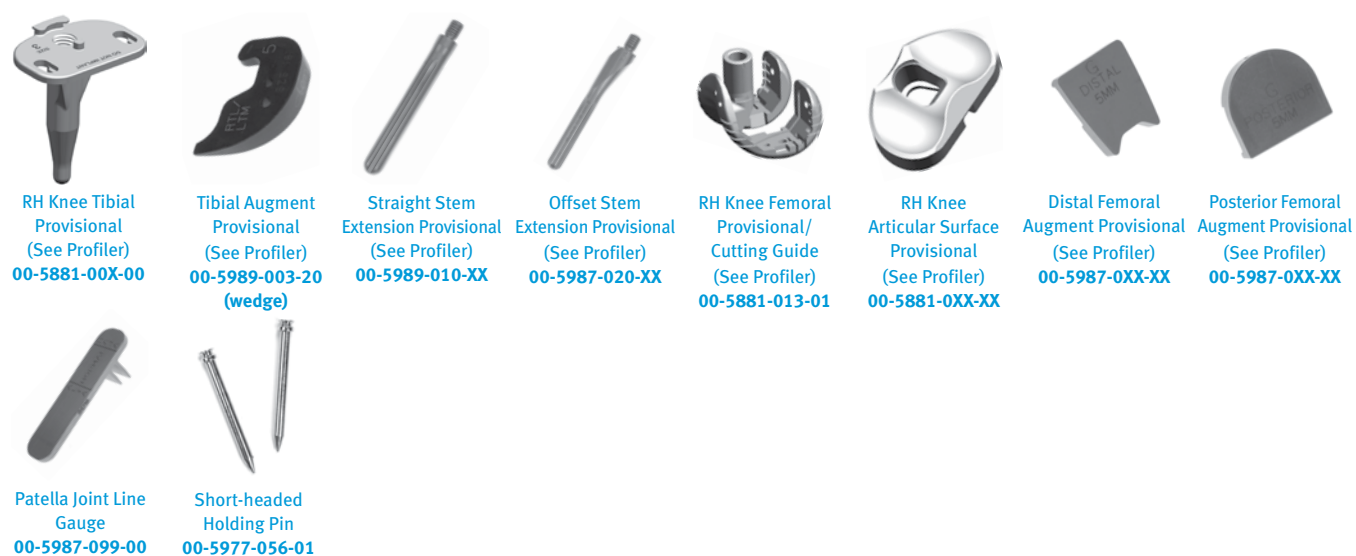 RH Knee Tibial
Provisional
(See Profiler)
00-5881-00X-00
Tibial Augment
Provisional
(See Profiler)
00-5989-003-20
(wedge)
Straight Stem
Extension Provisional
(See Profiler)
00-5989-010-XX
Offset Stem
Extension Provisional
(See Profiler)
00-5987-020-XX
RH Knee Femoral
Provisional/
Cutting Guide
(See Profiler)
00-5881-013-01
RH Knee
Articular Surface
Provisional
(See Profiler)
00-5881-0XX-XX
G
DISTAL
5MM
Distal Femoral
Augment Provisional
(See Profiler)
00-5987-0XX-XX
G
POSTERIOR
5MM
Posterior Femoral
Augment Provisional
(See Profiler)
00-5987-0XX-XX
Patella Joint Line
Gauge
00-5987-099-00
Short-headed
Holding Pin
00-5977-056-01